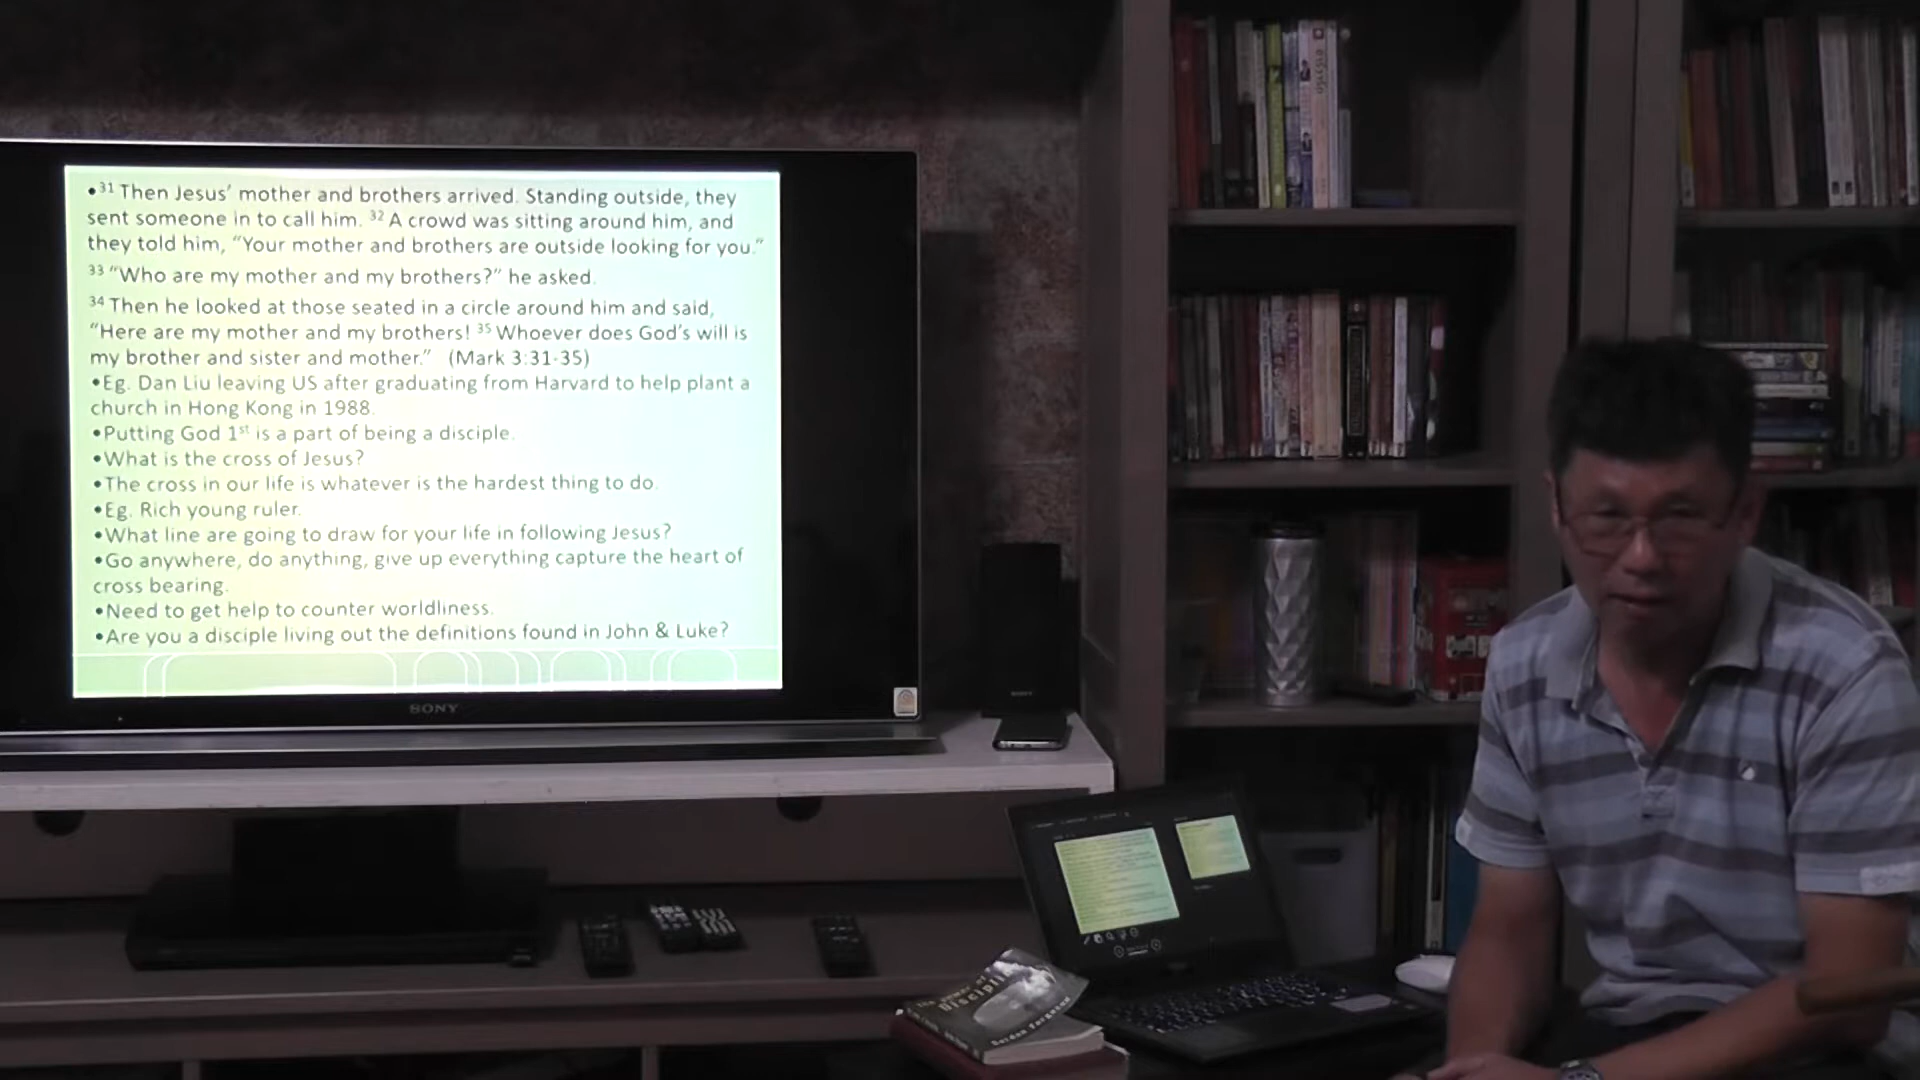 •31 Then Jesus' mother and brothers arrived. Standing outside, they
sent someone in to call him. 32 A crowd was sitting around him, and
they told him, “Your mother and brothers are outside looking for you.”
33 “Who are my mother and my brothers?” he asked.
34 Then he looked at those seated in a circle around him and said,
“Here are my mother and my brothers! 35 Whoever does God’s will is
my brother and sister and mother.” (Mark 3:31-35)
•Eg. Dan Liu leaving US after graduating from Harvard to help plant a
church in Hong Kong in 1988.
•Putting God 1st is a part of being a disciple.
•What is the cross of Jesus?
•The cross in our life is whatever is the hardest thing to do.
•Eg. Rich young ruler.
•What line are going to draw for your life in following Jesus?
•Go anywhere, do anything, give up everything capture the heart of
cross bearing.
•Need to get help to counter worldliness.
•Are you a disciple living out the definitions found in John & Luke?
SONY
SONY
Gordon Ferguson